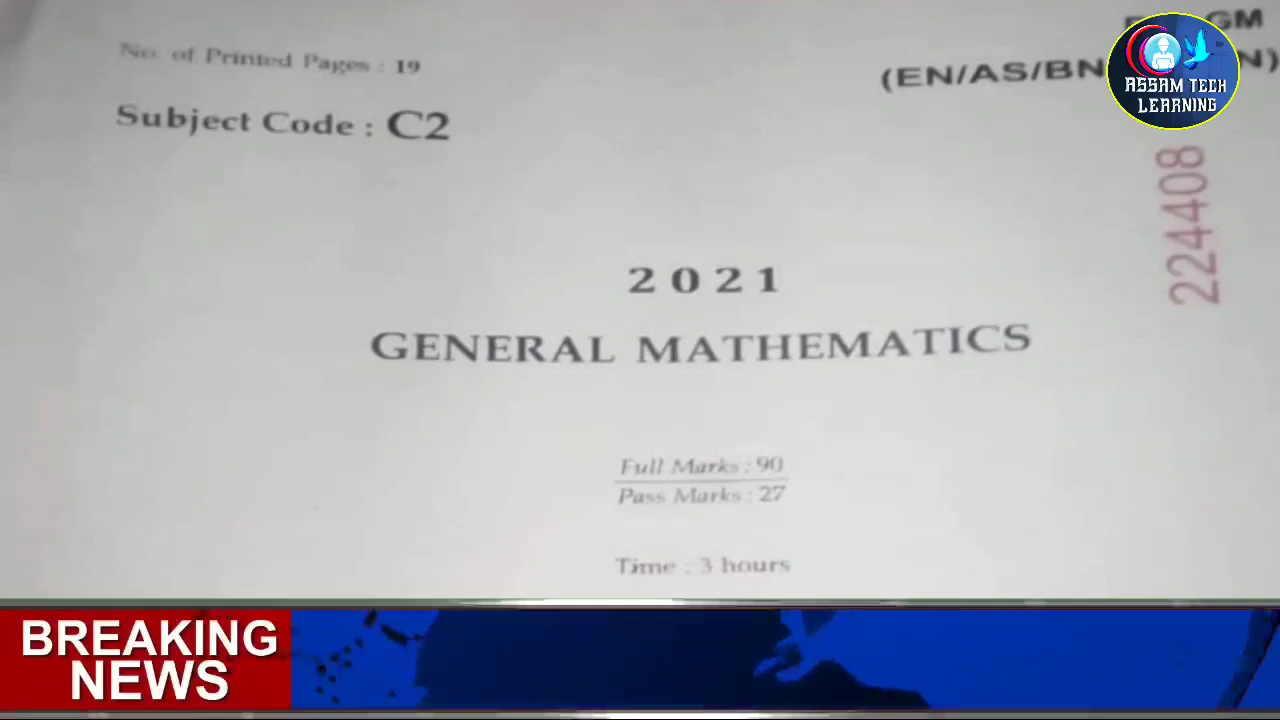 No. of Printed Pages : 19
GM
(EN/AS/BN
Subject Code : C2
ASSAM TECH
LEARNING
224408
2021
GENERAL MATHEMATICS
Full Marks : 90
Pass Marks : 27
Time : 3 hours
BREAKING
NEWS